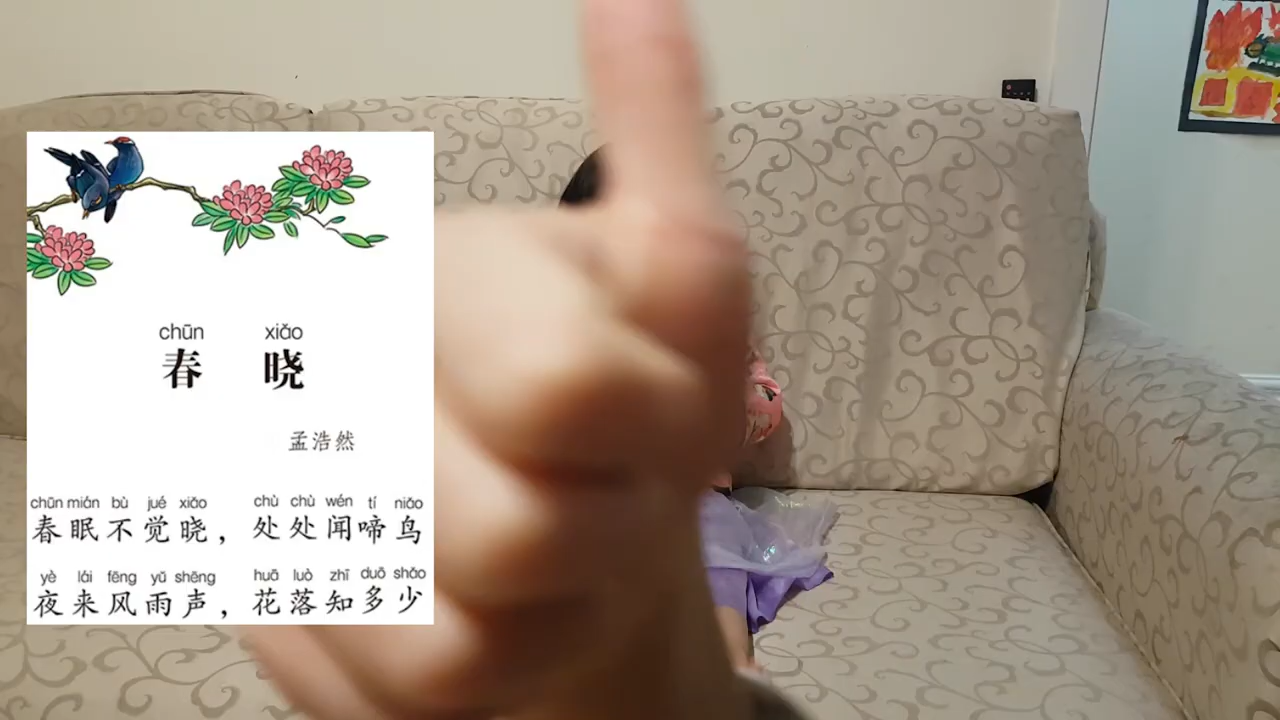 chūn xiǎo
春 晓
孟浩然
chūn mián bù jué xiǎo chù chù wén tí niǎo
春眠不觉晓，处处闻啼鸟
yè lái fēng yǔ shēng huā luò zhī duō shǎo
夜来风雨声，花落知多少